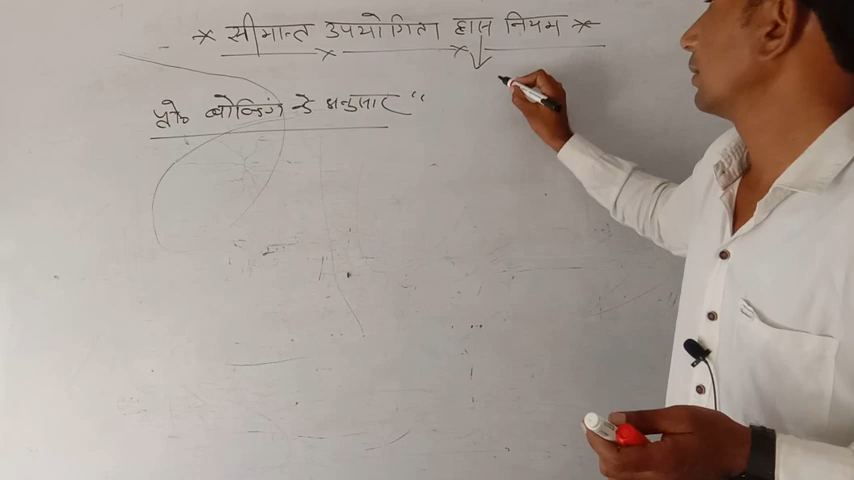 * सीमान्त उपयोगिता ह्रास नियम *
प्रो० बोल्डिंग के अनुसार "